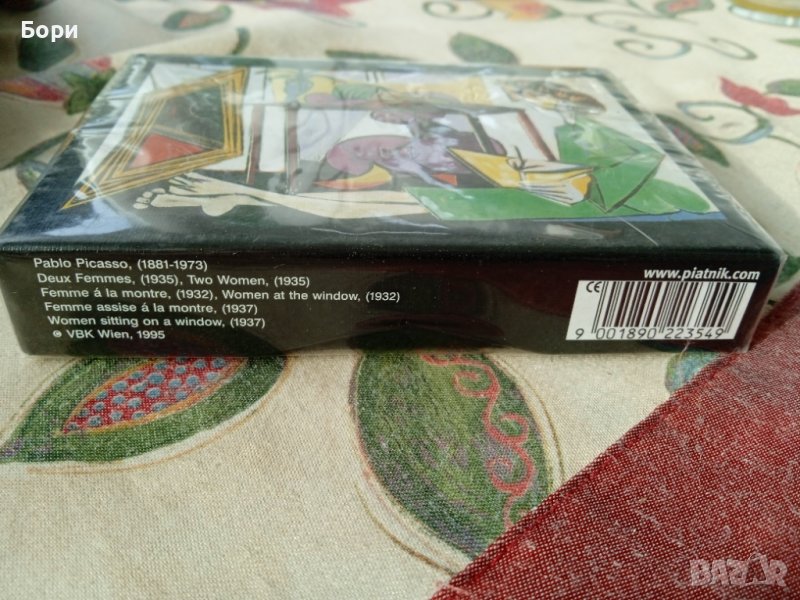 Бори
Pablo Picasso, (1881-1973)
Deux Femmes, (1935), Two Women, (1935)
Femme á la montre, (1932), Women at the window, (1932)
Femme assise á la montre, (1937)
Women sitting on a window, (1937)
© VBK Wien, 1995
www.piatnik.com
CE
9 001890 223549
BAZAR